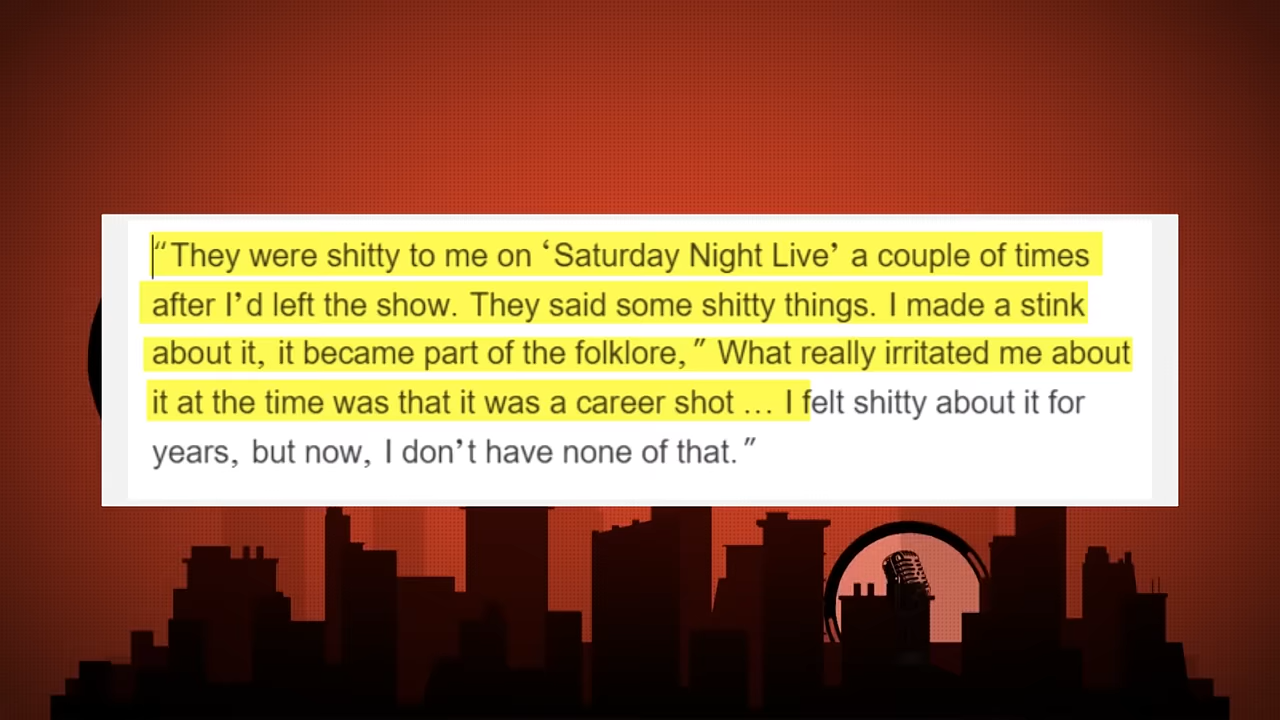 “They were shitty to me on ‘Saturday Night Live’ a couple of times
after I’d left the show. They said some shitty things. I made a stink
about it, it became part of the folklore,” What really irritated me about
it at the time was that it was a career shot … I felt shitty about it for
years, but now, I don’t have none of that.”